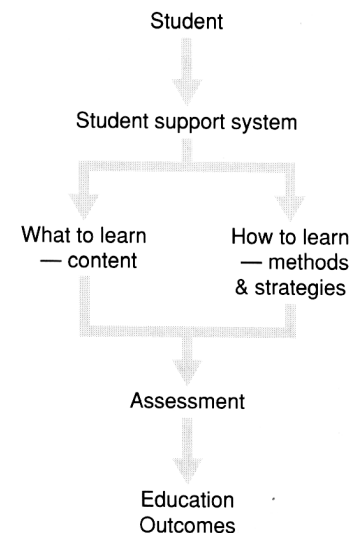 Student
Student support system
What to learn
— content
How to learn
— methods
& strategies
Assessment
Education
Outcomes